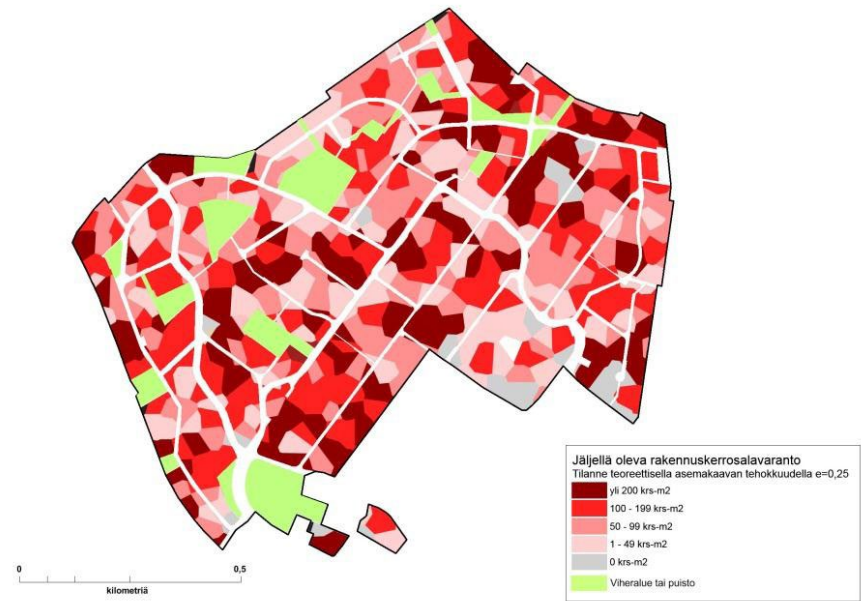 Jäljellä oleva rakennuskerrosalavaranto
Tilanne teoreettisella asemakaavan tehokkuudella e=0,25
yli 200 krs-m2
100 - 199 krs-m2
50 - 99 krs-m2
1 - 49 krs-m2
0 krs-m2
Viheralue tai puisto
0 0,5
kilometriä